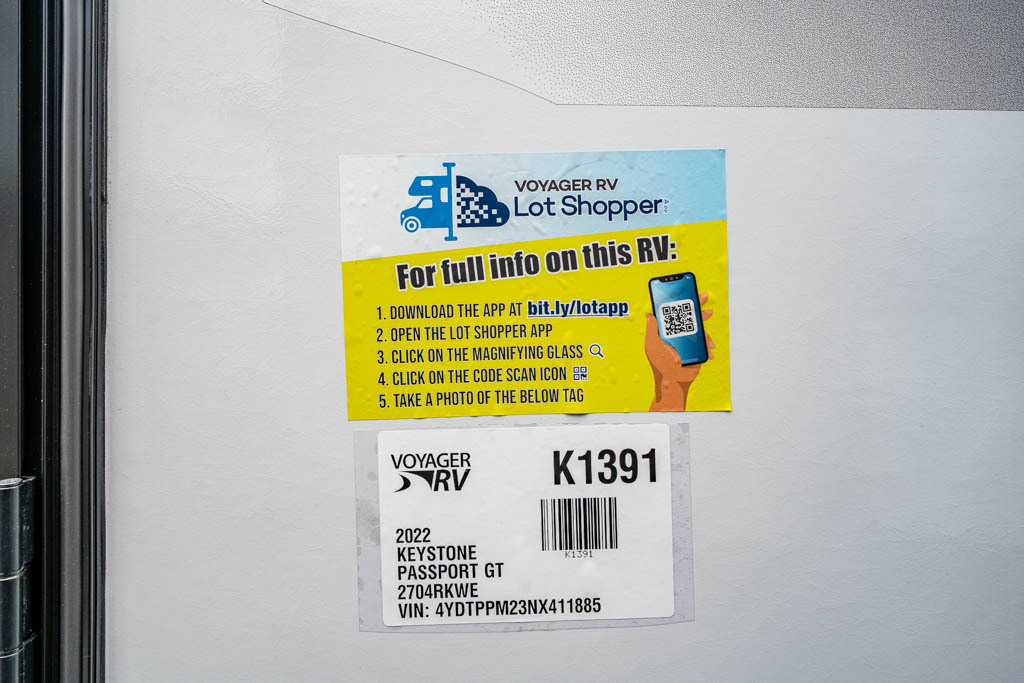 VOYAGER RV
Lot Shopper App
For full info on this RV:
1. DOWNLOAD THE APP AT bit.ly/lotapp
2. OPEN THE LOT SHOPPER APP
3. CLICK ON THE MAGNIFYING GLASS
4. CLICK ON THE CODE SCAN ICON
5. TAKE A PHOTO OF THE BELOW TAG
VOYAGER
RV
K1391
K1391
2022
KEYSTONE
PASSPORT GT
2704RKWE
VIN: 4YDTPPM23NX411885